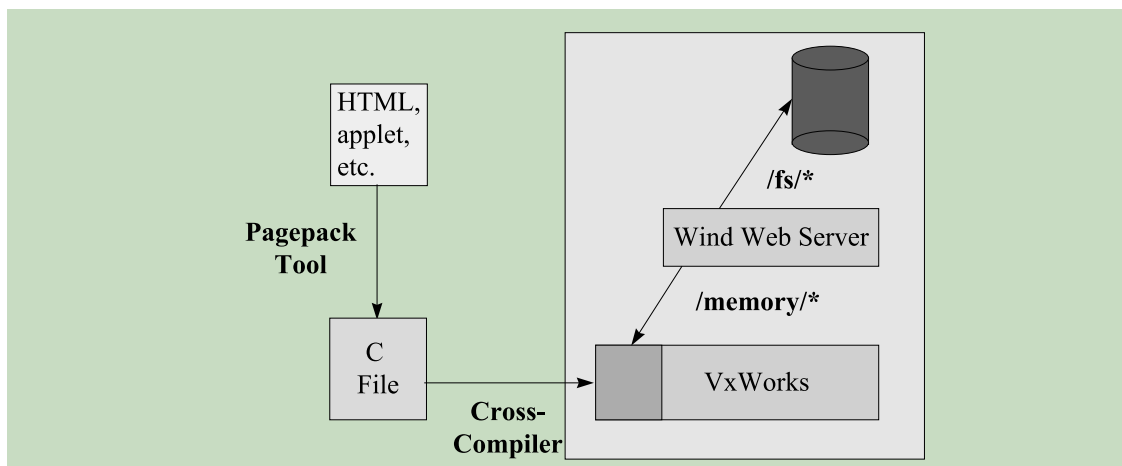 HTML,
applet,
etc.
Pagepack
Tool
C
File
Cross-
Compiler
/fs/*
Wind Web Server
/memory/*
VxWorks